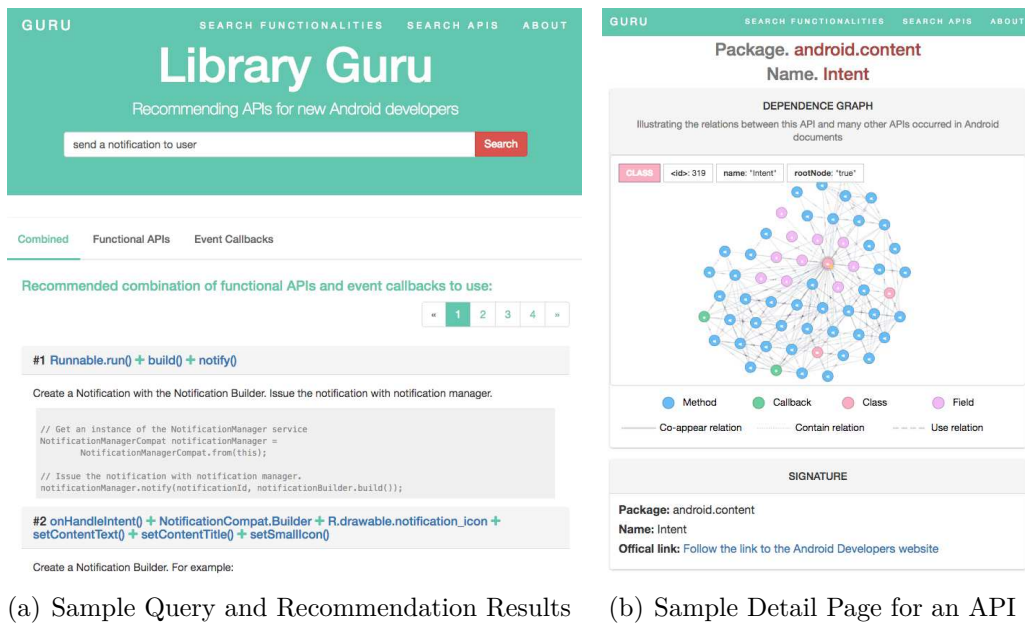 GURU SEARCH FUNCTIONALITIES SEARCH APIS ABOUT
Library Guru
Recommending APIs for new Android developers
send a notification to user Search
Combined Functional APIs Event Callbacks
Recommended combination of functional APIs and event callbacks to use:
« 1 2 3 4 »
#1 Runnable.run() + build() + notify()
Create a Notification with the Notification Builder. Issue the notification with notification manager.
// Get an instance of the NotificationManager service
NotificationManagerCompat notificationManager =
NotificationManagerCompat.from(this);
// Issue the notification with notification manager.
notificationManager.notify(notificationId, notificationBuilder.build());
#2 onHandleIntent() + NotificationCompat.Builder + R.drawable.notification_icon +
setContentText() + setContentTitle() + setSmallIcon()
Create a Notification Builder. For example:
(a) Sample Query and Recommendation Results
GURU SEARCH FUNCTIONALITIES SEARCH APIS ABOUT
Package. android.content
Name. Intent
DEPENDENCE GRAPH
Illustrating the relations between this API and many other APIs occurred in Android
documents
CLASS <id>: 319 name: "Intent" rootNode: "true"
Method Callback Class Field
Co-appear relation Contain relation Use relation
SIGNATURE
Package: android.content
Name: Intent
Offical link: Follow the link to the Android Developers website
(b) Sample Detail Page for an API